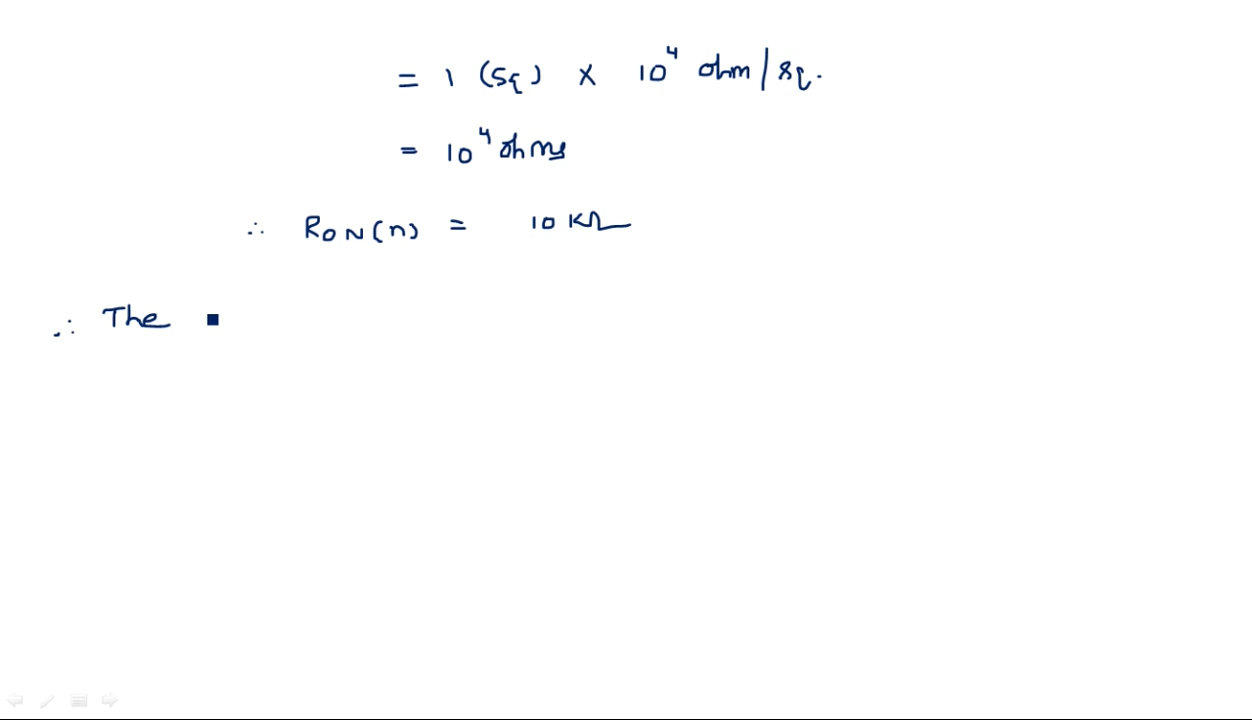 = 1 (Sq) × 10⁴ ohm/sq.
= 10⁴ ohms
∴ RON(n) = 10 KΩ
∴ The